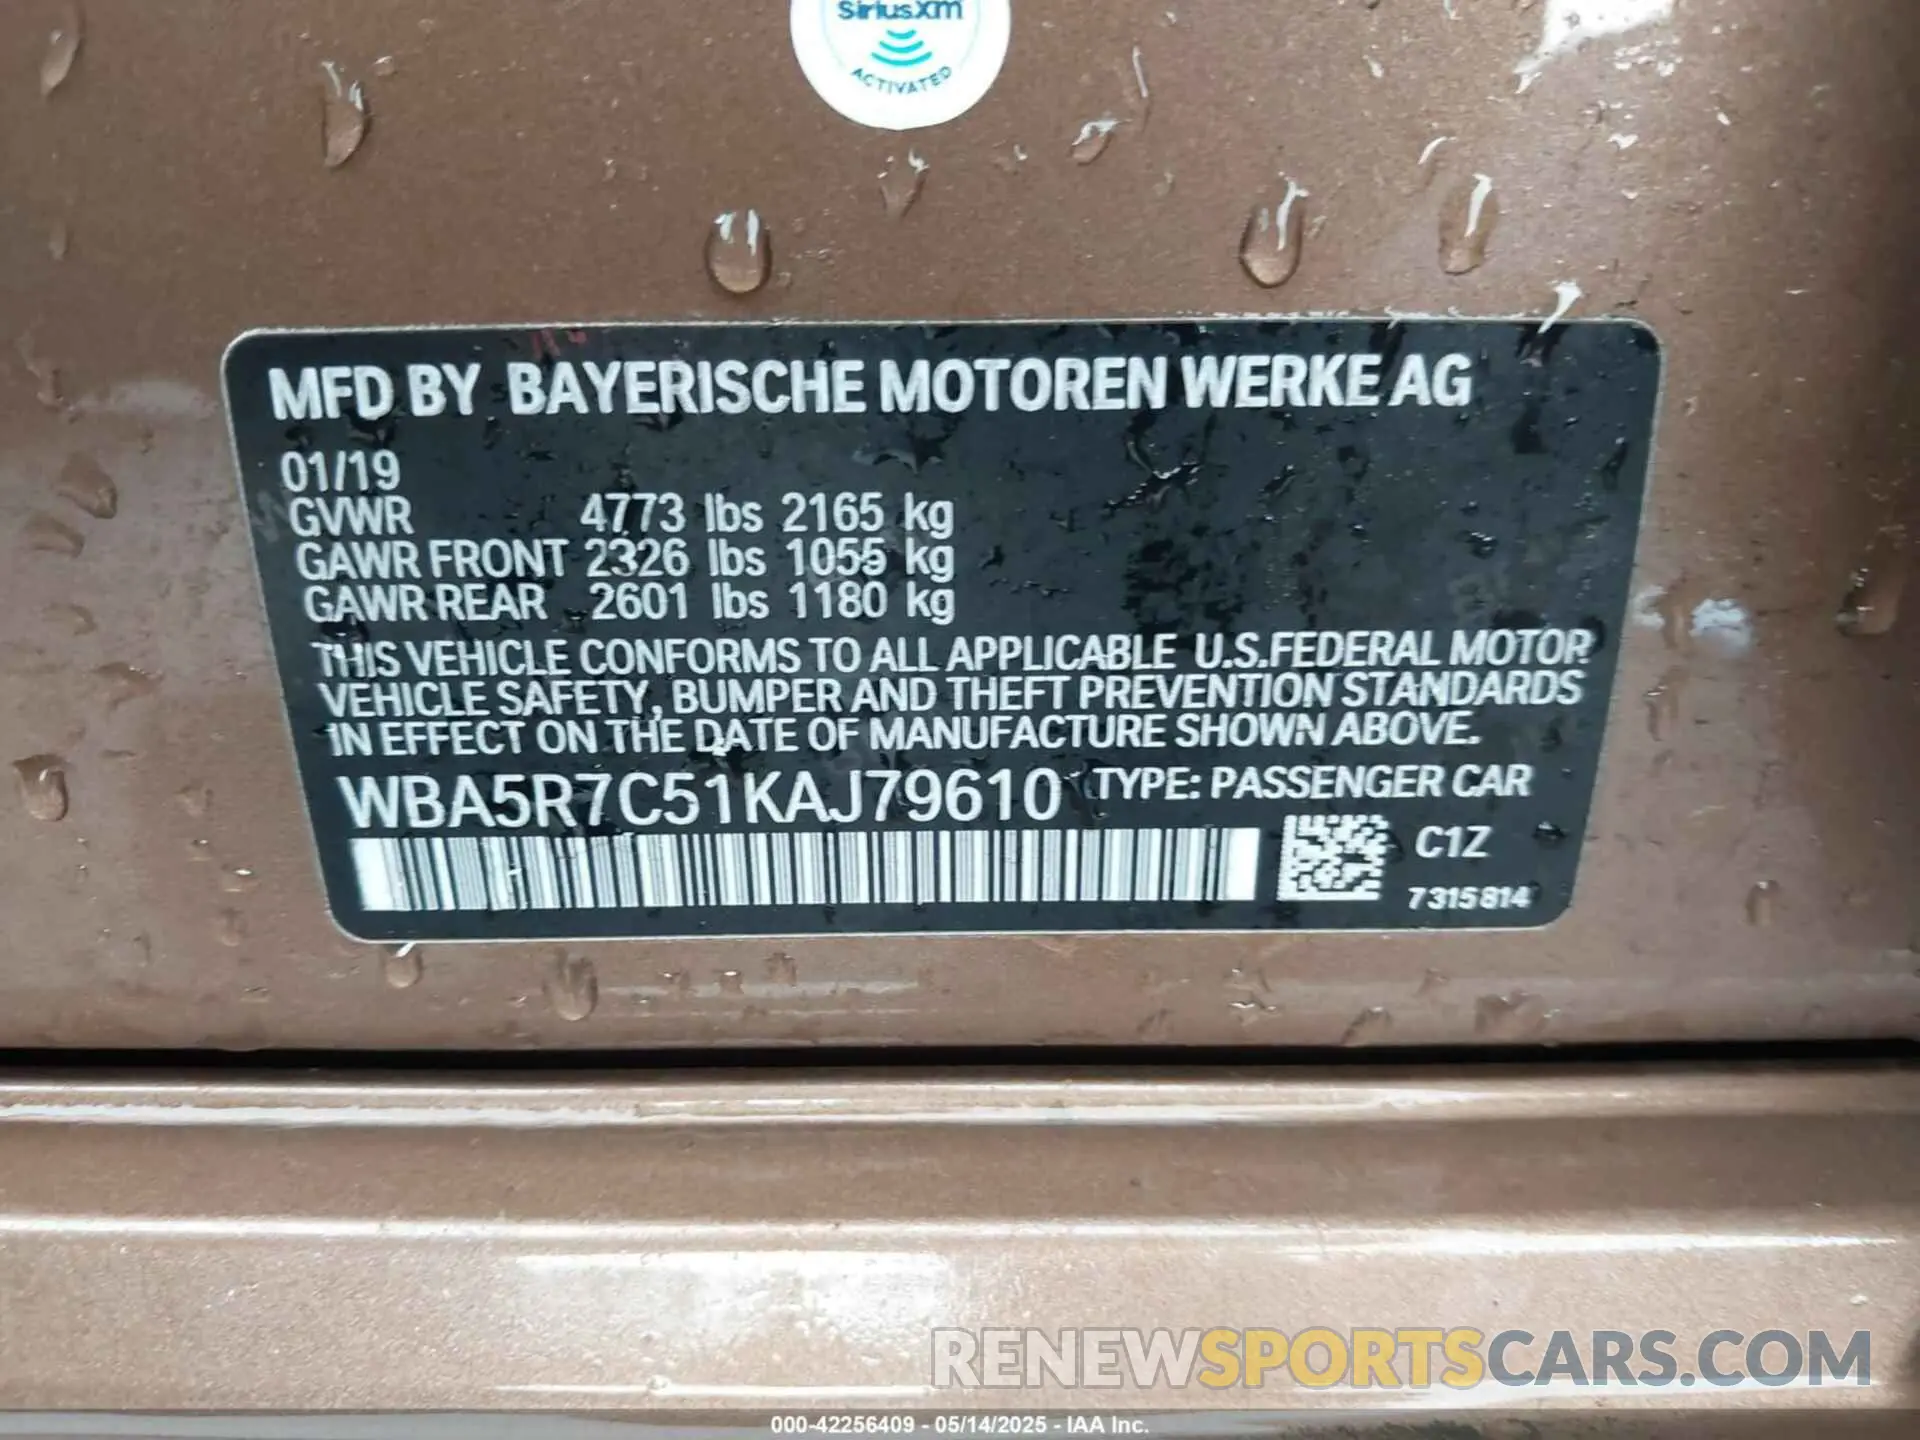 SiriusXM
ACTIVATED
MFD BY BAYERISCHE MOTOREN WERKE AG
01/19
GVWR 4773 lbs 2165 kg
GAWR FRONT 2326 lbs 1055 kg
GAWR REAR 2601 lbs 1180 kg
THIS VEHICLE CONFORMS TO ALL APPLICABLE U.S.FEDERAL MOTOR
VEHICLE SAFETY, BUMPER AND THEFT PREVENTION STANDARDS
IN EFFECT ON THE DATE OF MANUFACTURE SHOWN ABOVE.
WBA5R7C51KAJ79610 TYPE: PASSENGER CAR
C1Z
7315814
RENEWSPORTSCARS.COM
000-42256409 - 05/14/2025 - IAA Inc.